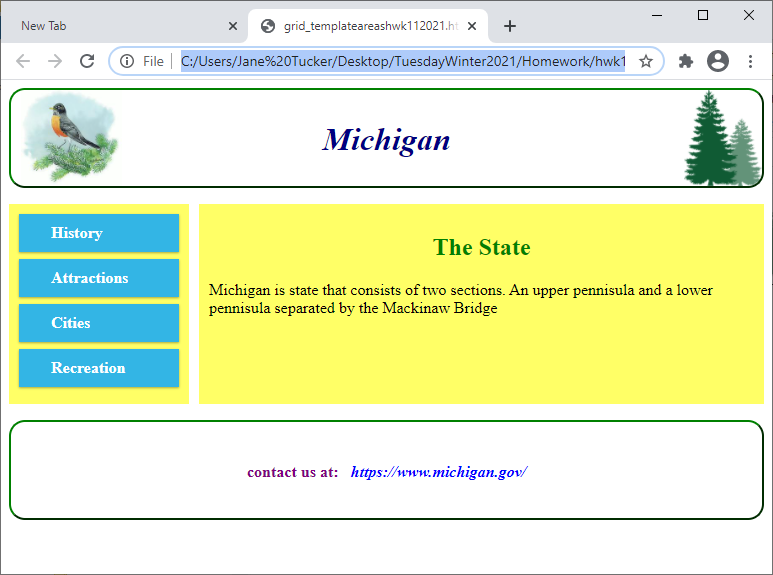 New Tab
grid_templateareashwk112021.ht
File
C:/Users/Jane%20Tucker/Desktop/TuesdayWinter2021/Homework/hwk1
Michigan
History
Attractions
Cities
Recreation
The State
Michigan is state that consists of two sections. An upper pennisula and a lower
pennisula separated by the Mackinaw Bridge
contact us at: https://www.michigan.gov/